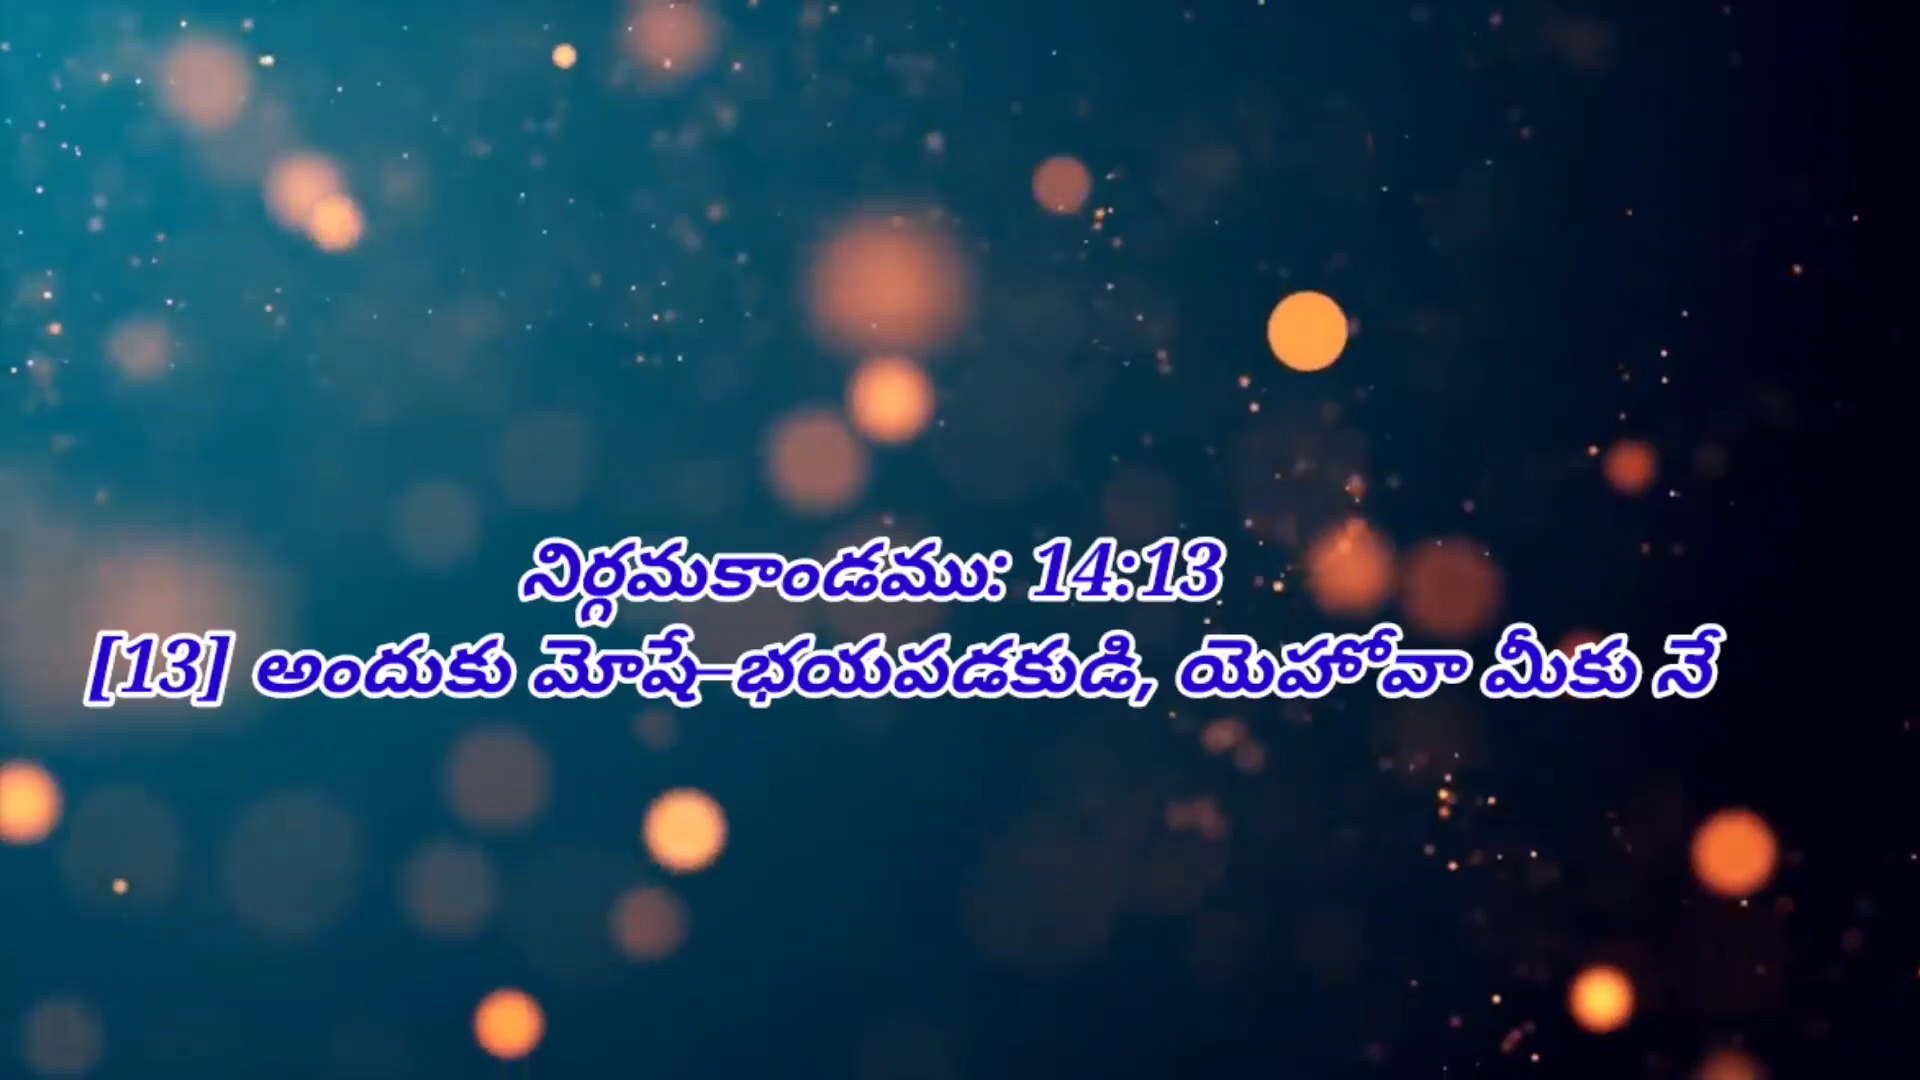 నిర్గమకాండము: 14:13
[13] అందుకు మోషే–భయపడకుడి, యెహోవా మీకు నే